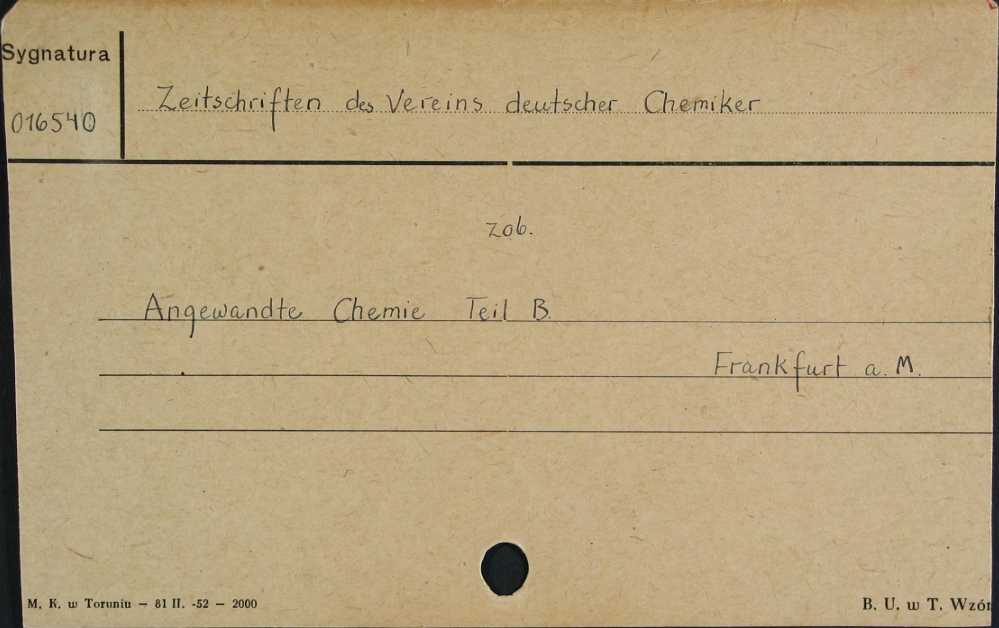 Sygnatura
016540
Zeitschriften des Vereins deutscher Chemiker
zob.
Angewandte Chemie Teil B.
Frankfurt a. M.
M. K. w Toruniu — 81 II. -52 — 2000
B. U. w T. Wzór